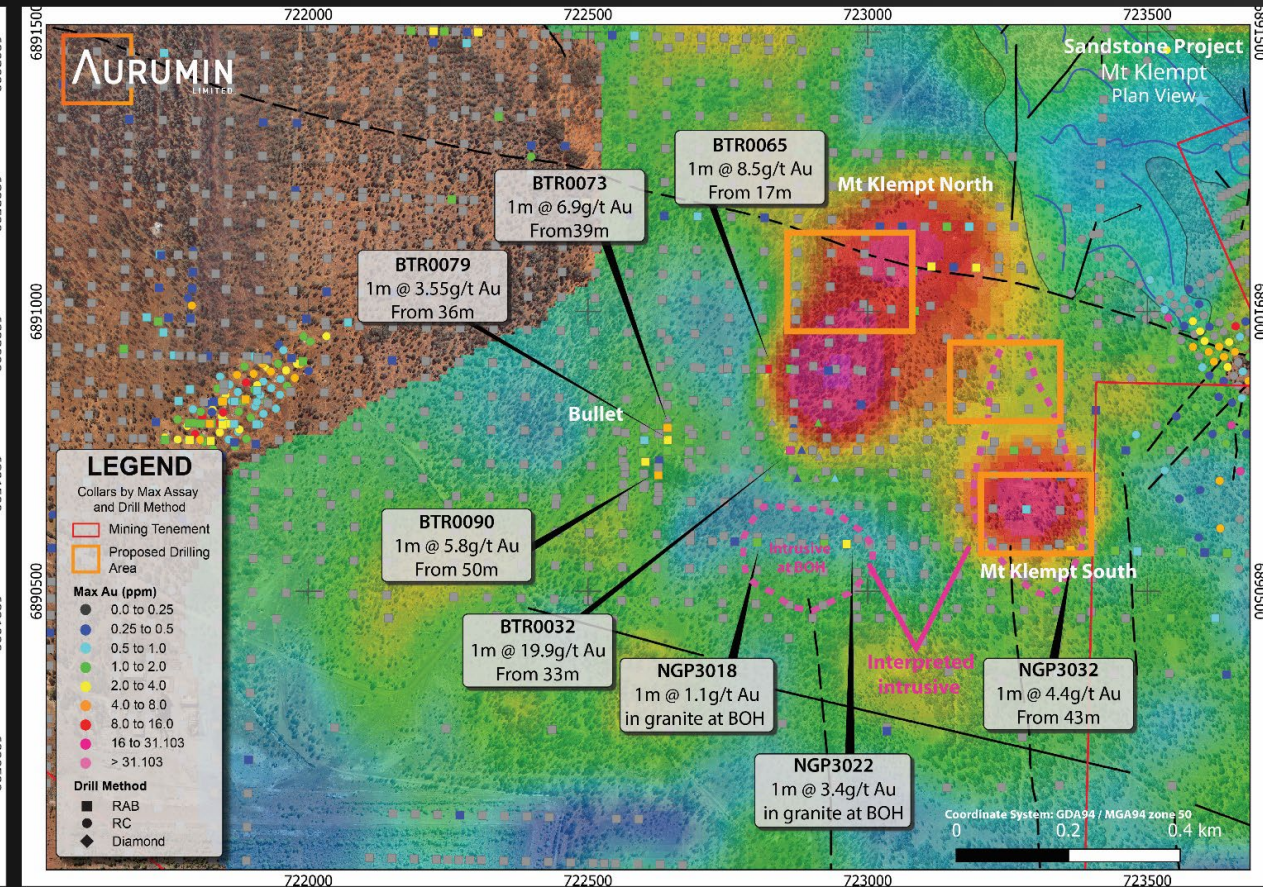 722000
722500
723000
723500
6891500
6891500
AURUMIN
LIMITED
Sandstone Project
Mt Klempt
Plan View
BTR0065
1m @ 8.5g/t Au
From 17m
BTR0073
1m @ 6.9g/t Au
From39m
Mt Klempt North
BTR0079
1m @ 3.55g/t Au
From 36m
6891000
6891000
Bullet
LEGEND
Collars by Max Assay
and Drill Method
Mining Tenement
Proposed Drilling
Area
Max Au (ppm)
0.0 to 0.25
0.25 to 0.5
0.5 to 1.0
1.0 to 2.0
2.0 to 4.0
4.0 to 8.0
8.0 to 16.0
16 to 31.103
> 31.103
Drill Method
RAB
RC
Diamond
BTR0090
1m @ 5.8g/t Au
From 50m
Intrusive
at BOH
Mt Klempt South
6890500
6890500
BTR0032
1m @ 19.9g/t Au
From 33m
NGP3018
1m @ 1.1g/t Au
in granite at BOH
Interpreted
intrusive
NGP3032
1m @ 4.4g/t Au
From 43m
NGP3022
1m @ 3.4g/t Au
in granite at BOH
Coordinate System: GDA94 / MGA94 zone 50
0 0.2 0.4 km
722000
722500
723000
723500